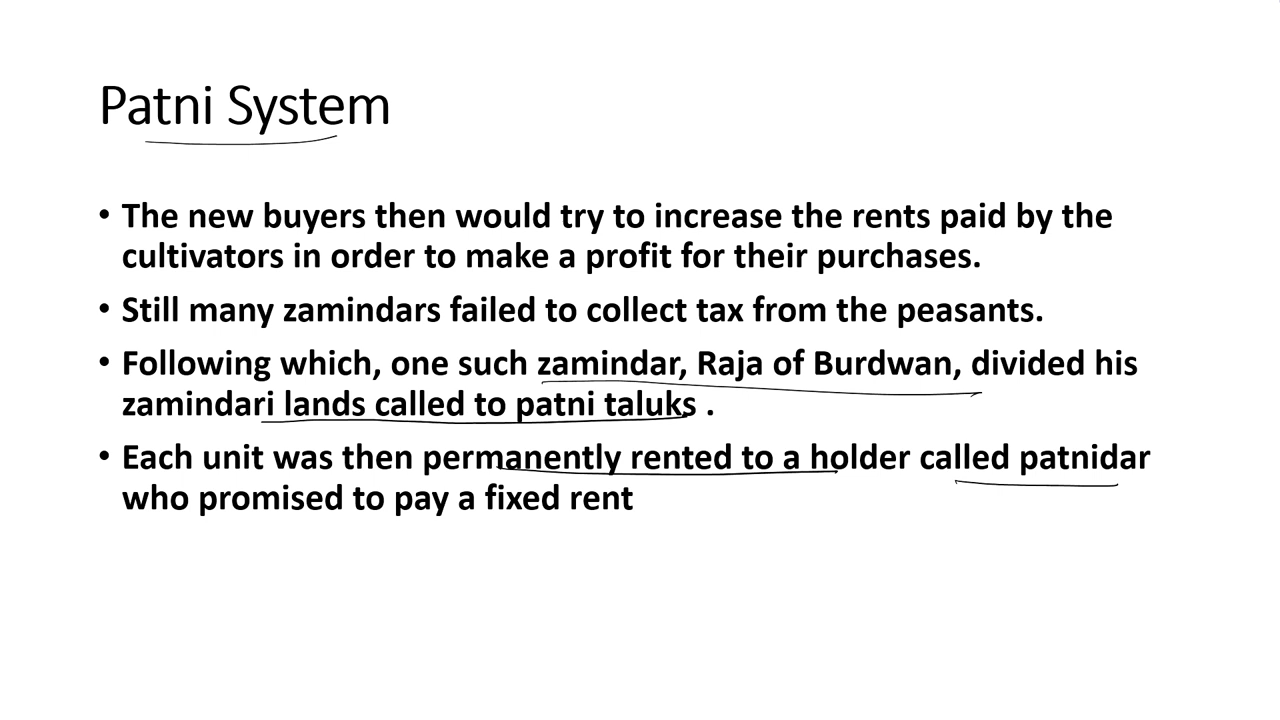 Patni System
• The new buyers then would try to increase the rents paid by the
cultivators in order to make a profit for their purchases.
• Still many zamindars failed to collect tax from the peasants.
• Following which, one such zamindar, Raja of Burdwan, divided his
zamindari lands called to patni taluks .
• Each unit was then permanently rented to a holder called patnidar
who promised to pay a fixed rent